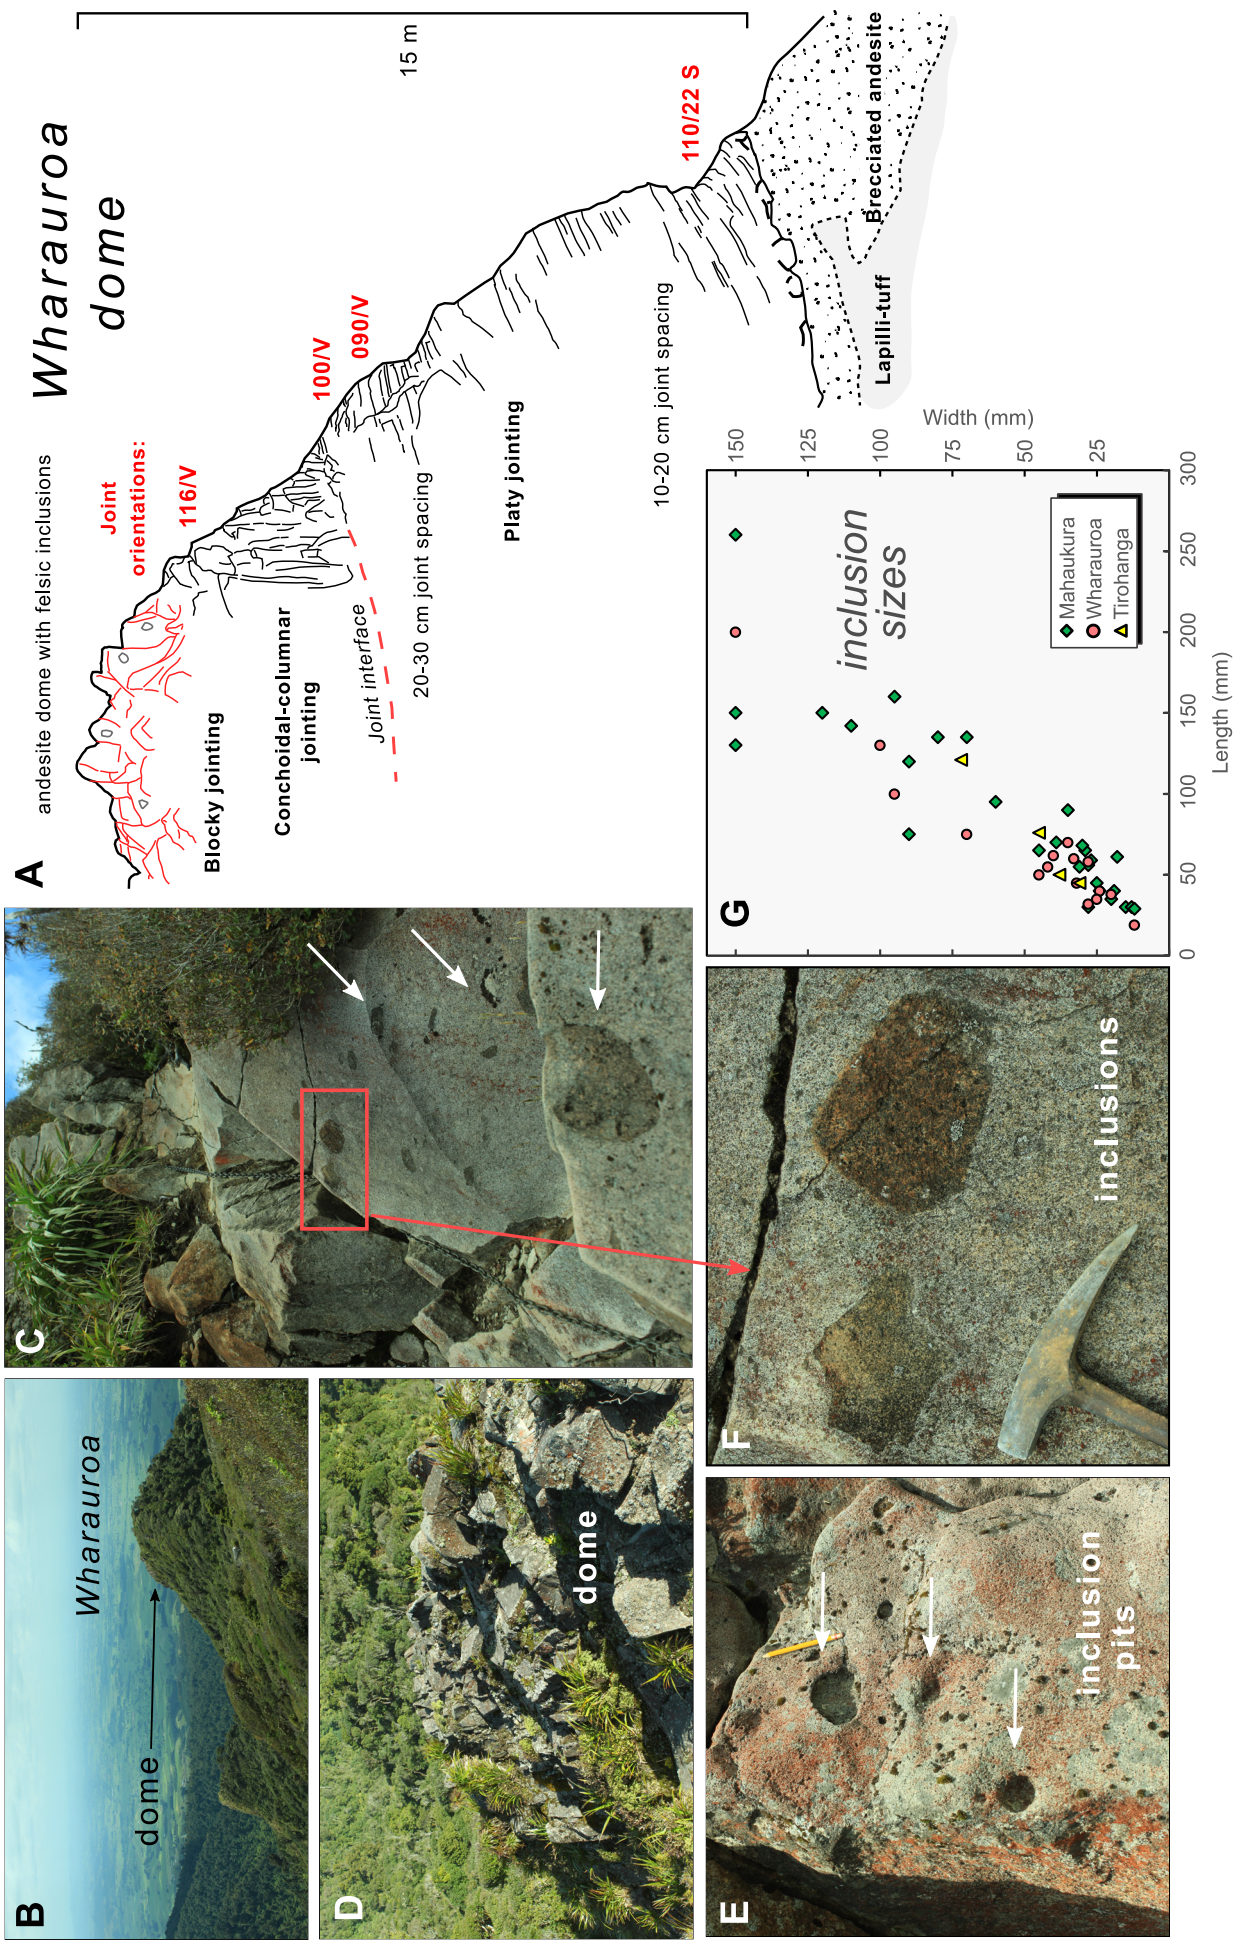 A
Wharauroa
dome
andesite dome with felsic inclusions
Joint
orientations:
116/V
100/V
090/V
110/22 S
15 m
Blocky jointing
Conchoidal-columnar
jointing
Joint interface
20-30 cm joint spacing
Platy jointing
10-20 cm joint spacing
Lapilli-tuff
Brecciated andesite
B
Wharauroa
dome
C
D
dome
E
inclusion
pits
F
inclusions
G
inclusion
sizes
Mahaukura
Wharauroa
Tirohanga
Width (mm)
150
125
100
75
50
25
0
50
100
150
200
250
300
Length (mm)